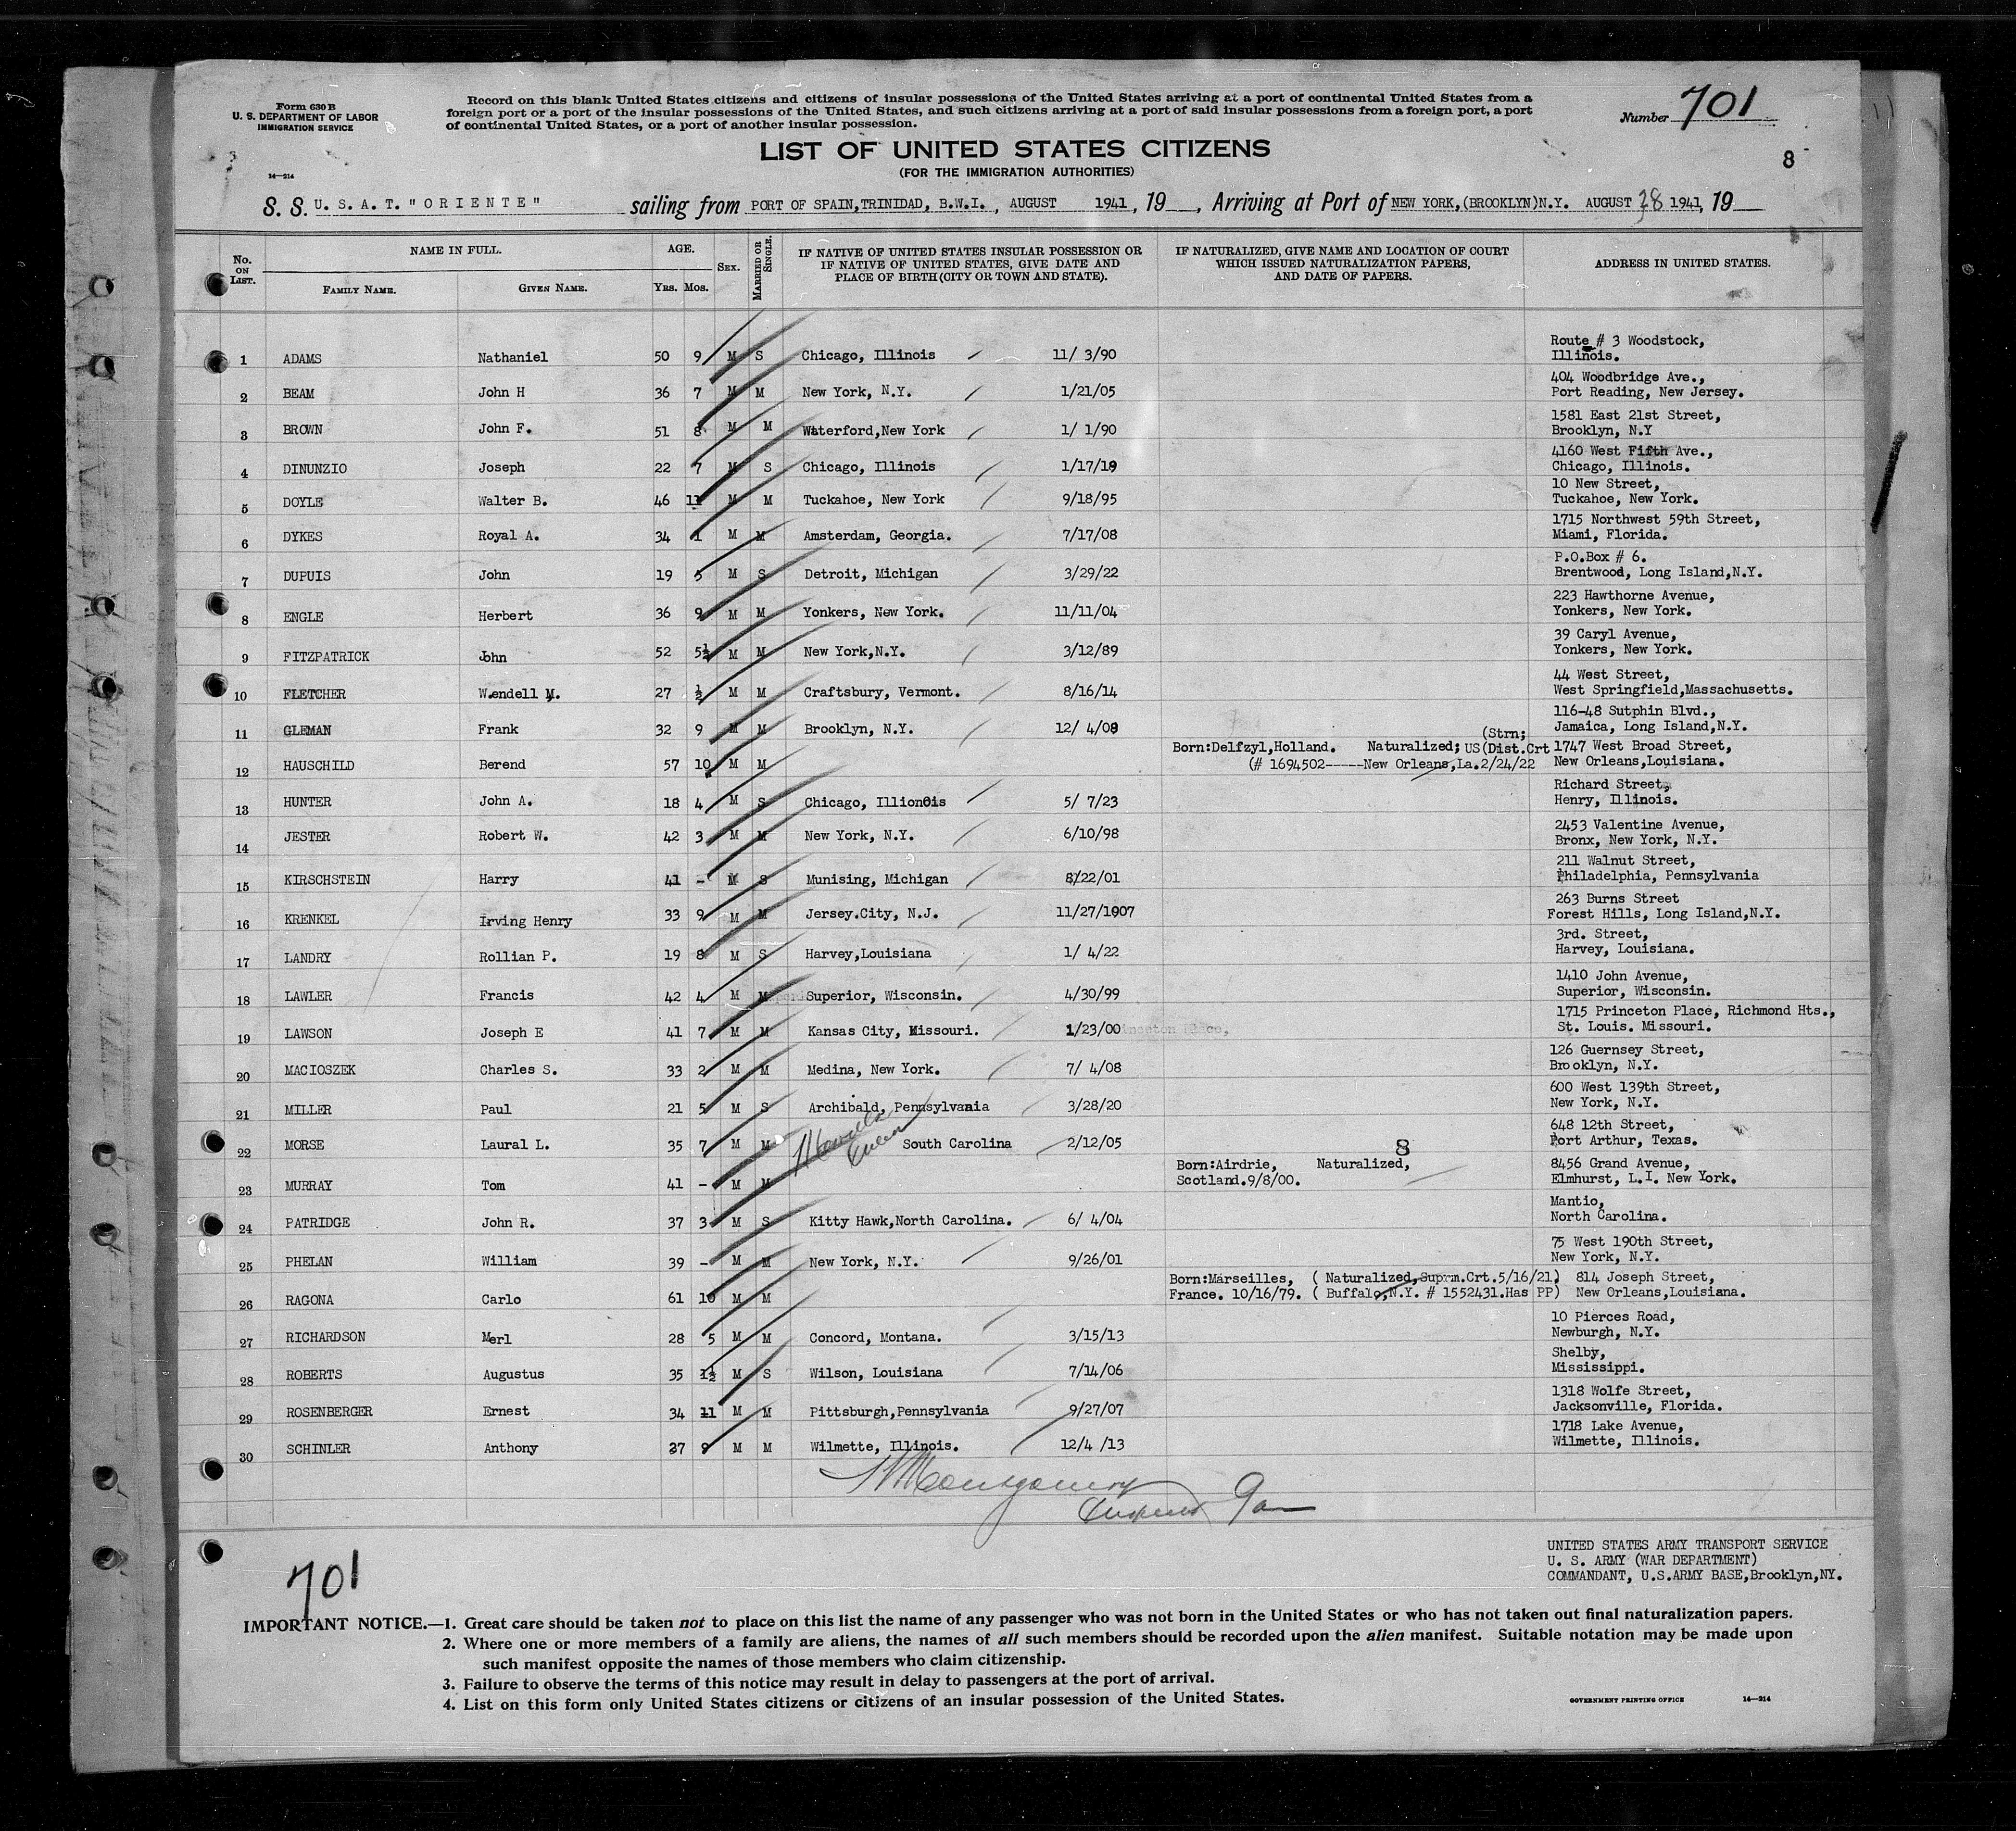 Form 630 B
U. S. DEPARTMENT OF LABOR
IMMIGRATION SERVICE
14—214
Record on this blank United States citizens and citizens of insular possessions of the United States arriving at a port of continental United States from a
foreign port or a port of the insular possessions of the United States, and such citizens arriving at a port of said insular possessions from a foreign port, a port
of continental United States, or a port of another insular possession.
Number 701
8
LIST OF UNITED STATES CITIZENS
(FOR THE IMMIGRATION AUTHORITIES)
S. S. U. S. A. T. "ORIENTE" sailing from PORT OF SPAIN,TRINIDAD, B.W.I., AUGUST 1941, 19 , Arriving at Port of NEW YORK,(BROOKLYN)N.Y. AUGUST 28 1941, 19
No. ON LIST. NAME IN FULL. FAMILY NAME. GIVEN NAME. AGE. YRS. MOS. SEX. MARRIED OR SINGLE. IF NATIVE OF UNITED STATES INSULAR POSSESSION OR IF NATIVE OF UNITED STATES, GIVE DATE AND PLACE OF BIRTH (CITY OR TOWN AND STATE). IF NATURALIZED, GIVE NAME AND LOCATION OF COURT WHICH ISSUED NATURALIZATION PAPERS, AND DATE OF PAPERS. ADDRESS IN UNITED STATES.
1 ADAMS Nathaniel 50 9 M S Chicago, Illinois 11/ 3/90 Route # 3 Woodstock, Illinois.
2 BEAM John H 36 7 M M New York, N.Y. 1/21/05 404 Woodbridge Ave., Port Reading, New Jersey.
3 BROWN John F. 51 8 M M Waterford,New York 1/ 1/90 1581 East 21st Street, Brooklyn, N.Y
4 DINUNZIO Joseph 22 7 M S Chicago, Illinois 1/17/19 4160 West Fifth Ave., Chicago, Illinois.
5 DOYLE Walter B. 46 11 M M Tuckahoe, New York 9/18/95 10 New Street, Tuckahoe, New York.
6 DYKES Royal A. 34 1 M M Amsterdam, Georgia. 7/17/08 1715 Northwest 59th Street, Miami, Florida.
7 DUPUIS John 19 5 M S Detroit, Michigan 3/29/22 P.O.Box # 6. Brentwood, Long Island,N.Y.
8 ENGLE Herbert 36 9 M M Yonkers, New York. 11/11/04 223 Hawthorne Avenue, Yonkers, New York.
9 FITZPATRICK John 52 5½ M M New York,N.Y. 3/12/89 39 Caryl Avenue, Yonkers, New York.
10 FLETCHER Wendell M. 27 ½ M M Craftsbury, Vermont. 8/16/14 44 West Street, West Springfield,Massachusetts.
11 GLEMAN Frank 32 9 M M Brooklyn, N.Y. 12/ 4/08 116-48 Sutphin Blvd., Jamaica, Long Island,N.Y.
12 HAUSCHILD Berend 57 10 M M Born:Delfzyl,Holland. Naturalized; US(Dist.Crt (Strn; (# 1694502-----New Orleans,La.2/24/22 1747 West Broad Street, New Orleans,Louisiana.
13 HUNTER John A. 18 4 M S Chicago, Illionois 5/ 7/23 Richard Street, Henry, Illinois.
14 JESTER Robert W. 42 3 M M New York, N.Y. 6/10/98 2453 Valentine Avenue, Bronx, New York, N.Y.
15 KIRSCHSTEIN Harry 41 - M S Munising, Michigan 8/22/01 211 Walnut Street, Philadelphia, Pennsylvania
16 KRENKEL Irving Henry 33 9 M M Jersey.City, N.J. 11/27/1907 263 Burns Street Forest Hills, Long Island,N.Y.
17 LANDRY Rollian P. 19 8 M S Harvey,Louisiana 1/ 4/22 3rd. Street, Harvey, Louisiana.
18 LAWLER Francis 42 4 M M Superior, Wisconsin. 4/30/99 1410 John Avenue, Superior, Wisconsin.
19 LAWSON Joseph E 41 7 M M Kansas City, Missouri. 1/23/00 1715 Princeton Place, Richmond Hts., St. Louis. Missouri.
20 MACIOSZEK Charles S. 33 2 M M Medina, New York. 7/ 4/08 126 Guernsey Street, Brooklyn, N.Y.
21 MILLER Paul 21 5 M S Archibald, Pennsylvania 3/28/20 600 West 139th Street, New York, N.Y.
22 MORSE Laural L. 35 7 M M South Carolina 2/12/05 648 12th Street, Port Arthur, Texas.
23 MURRAY Tom 41 - M M Born:Airdrie, Naturalized, 8 Scotland.9/8/00. 8456 Grand Avenue, Elmhurst, L.I. New York.
24 PATRIDGE John R. 37 3 M S Kitty Hawk,North Carolina. 6/ 4/04 Mantio, North Carolina.
25 PHELAN William 39 - M M New York, N.Y. 9/26/01 75 West 190th Street, New York, N.Y.
26 RAGONA Carlo 61 10 M M Born:Marseilles, ( Naturalized,Suprm.Crt.5/16/21) France. 10/16/79. ( Buffalo,N.Y. # 1552431.Has PP) 814 Joseph Street, New Orleans,Louisiana.
27 RICHARDSON Merl 28 5 M M Concord, Montana. 3/15/13 10 Pierces Road, Newburgh, N.Y.
28 ROBERTS Augustus 35 1½ M S Wilson, Louisiana 7/14/06 Shelby, Mississippi.
29 ROSENBERGER Ernest 34 11 M M Pittsburgh,Pennsylvania 9/27/07 1318 Wolfe Street, Jacksonville, Florida.
30 SCHINLER Anthony 27 9 M M Wilmette, Illinois. 12/4 /13 1718 Lake Avenue, Wilmette, Illinois.
Montgomery
701
UNITED STATES ARMY TRANSPORT SERVICE
U. S. ARMY (WAR DEPARTMENT)
COMMANDANT, U.S.ARMY BASE,Brooklyn,NY.
IMPORTANT NOTICE.—1. Great care should be taken not to place on this list the name of any passenger who was not born in the United States or who has not taken out final naturalization papers.
2. Where one or more members of a family are aliens, the names of all such members should be recorded upon the alien manifest. Suitable notation may be made upon
such manifest opposite the names of those members who claim citizenship.
3. Failure to observe the terms of this notice may result in delay to passengers at the port of arrival.
4. List on this form only United States citizens or citizens of an insular possession of the United States.
GOVERNMENT PRINTING OFFICE 14—214